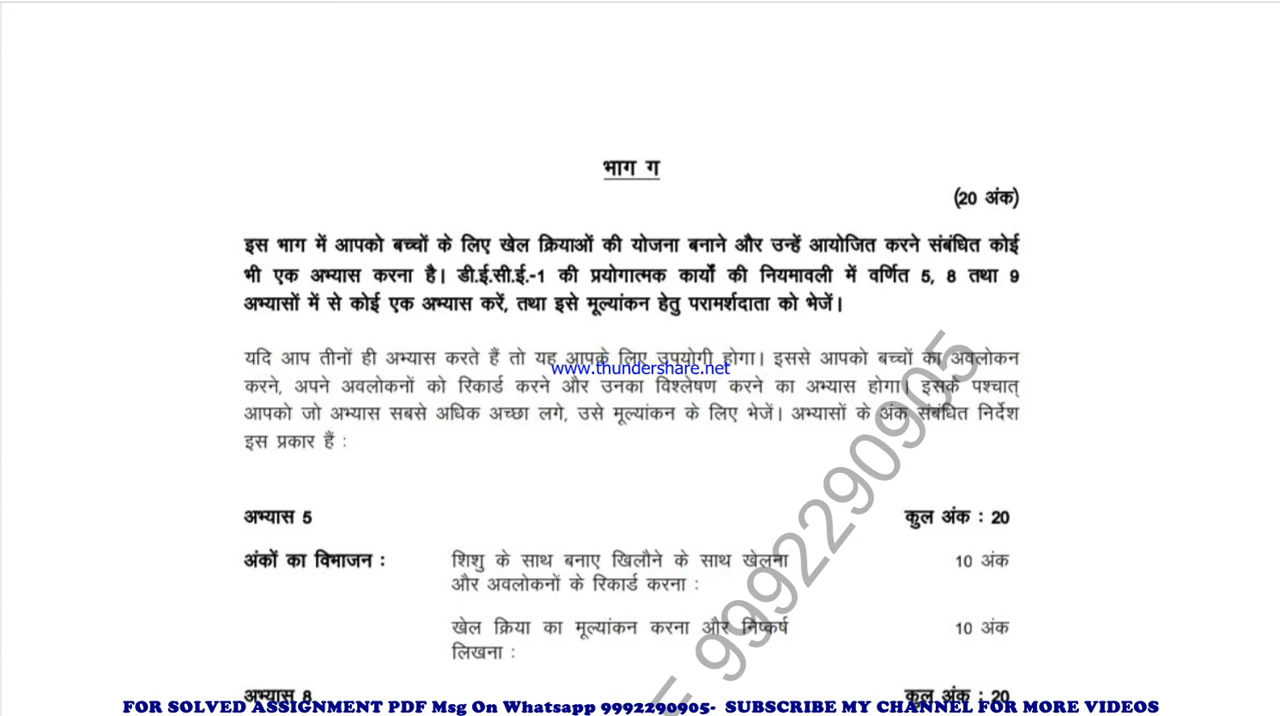 भाग ग
(20 अंक)
इस भाग में आपको बच्चों के लिए खेल क्रियाओं की योजना बनाने और उन्हें आयोजित करने संबंधित कोई
भी एक अभ्यास करना है। डी.ई.सी.ई.-1 की प्रयोगात्मक कार्यों की नियमावली में वर्णित 5, 8 तथा 9
अभ्यासों में से कोई एक अभ्यास करें, तथा इसे मूल्यांकन हेतु परामर्शदाता को भेजें।
यदि आप तीनों ही अभ्यास करते हैं तो यह आपके लिए उपयोगी होगा। इससे आपको बच्चों का अवलोकन
www.thundershare.net
करने, अपने अवलोकनों को रिकार्ड करने और उनका विश्लेषण करने का अभ्यास होगा। इसके पश्चात्
आपको जो अभ्यास सबसे अधिक अच्छा लगे, उसे मूल्यांकन के लिए भेजें। अभ्यासों के अंक संबंधित निर्देश
इस प्रकार हैं :
अभ्यास 5 कुल अंक : 20
अंकों का विभाजन : शिशु के साथ बनाए खिलौने के साथ खेलना 10 अंक
और अवलोकनों के रिकार्ड करना :
खेल क्रिया का मूल्यांकन करना और निष्कर्ष 10 अंक
लिखना :
9992290905
अभ्यास 8 कुल अंक : 20
FOR SOLVED ASSIGNMENT PDF Msg On Whatsapp 9992290905- SUBSCRIBE MY CHANNEL FOR MORE VIDEOS